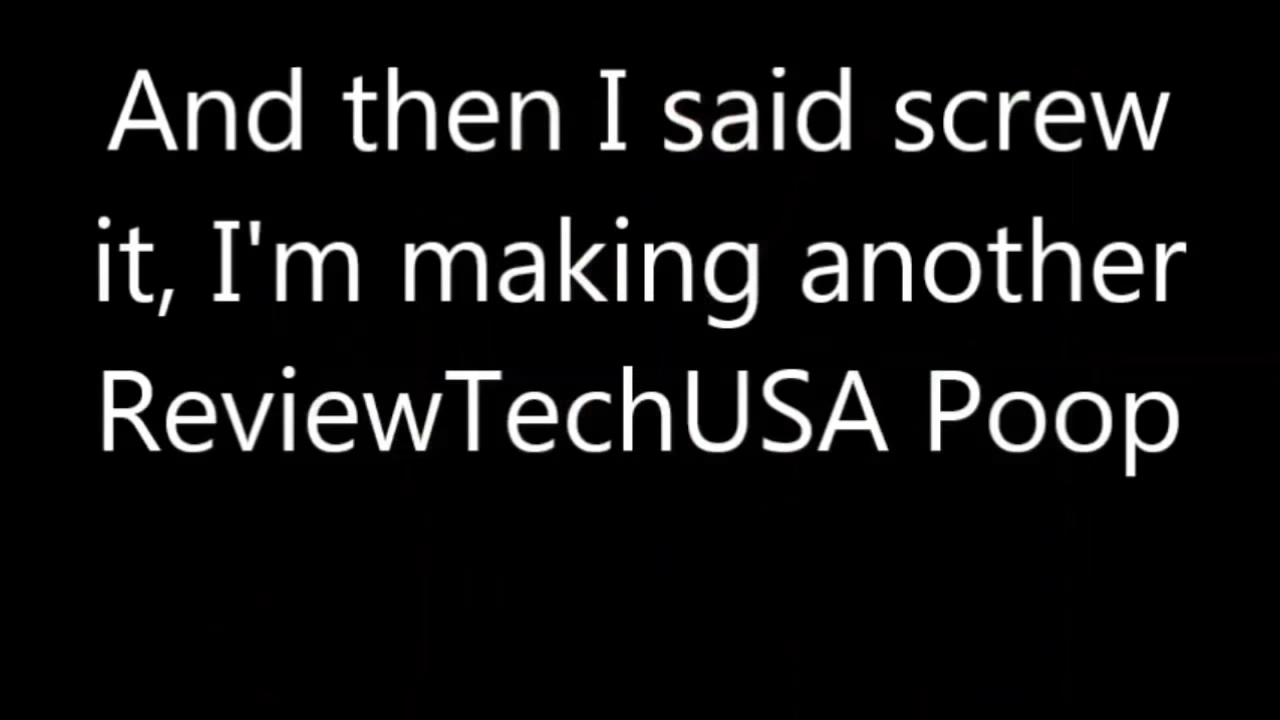 And then I said screw
it, I'm making another
ReviewTechUSA Poop